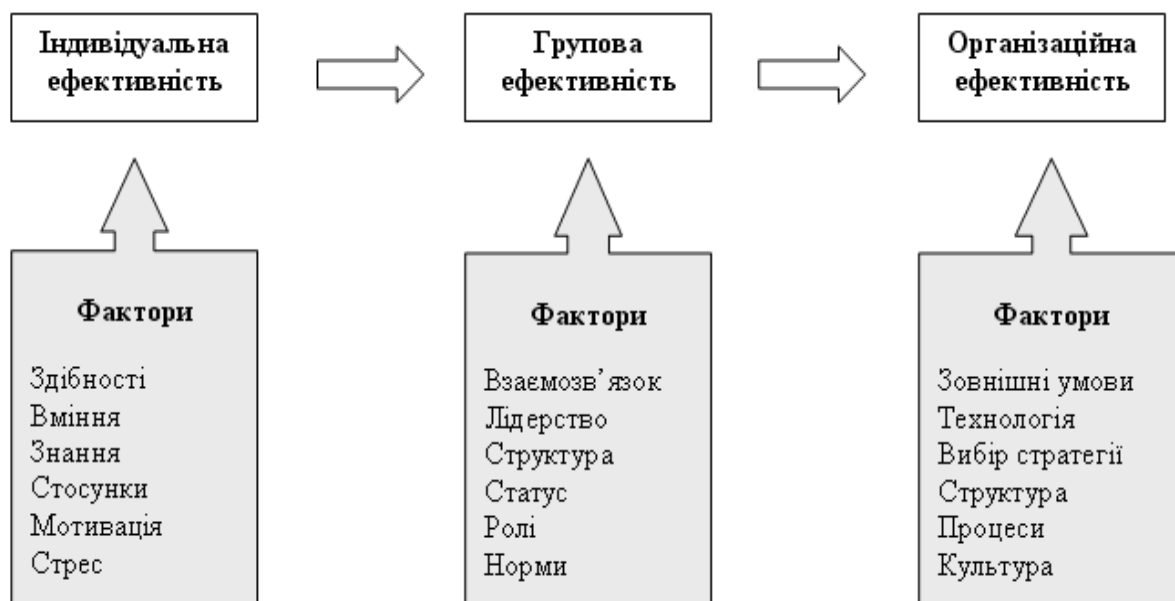 Індивідуальна
ефективність
Групова
ефективність
Організаційна
ефективність
Фактори
Здібності
Вміння
Знання
Стосунки
Мотивація
Стрес
Фактори
Взаємозв’язок
Лідерство
Структура
Статус
Ролі
Норми
Фактори
Зовнішні умови
Технологія
Вибір стратегії
Структура
Процеси
Культура